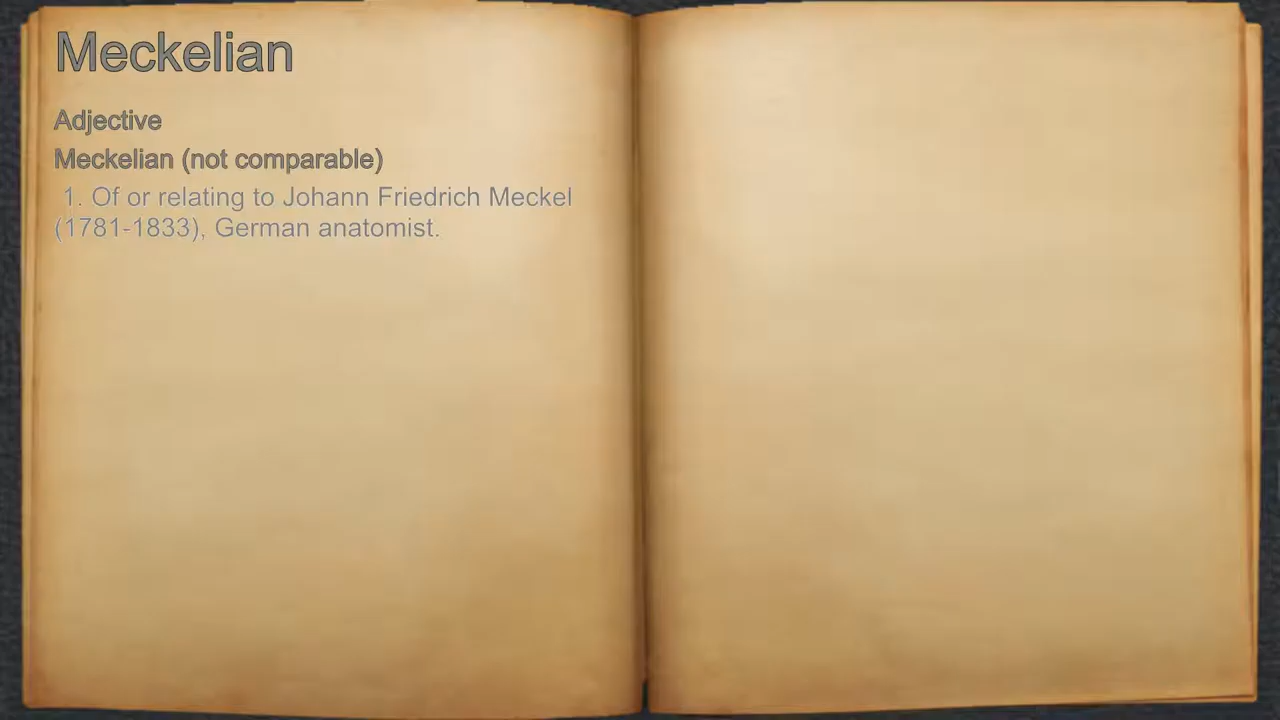 Meckelian
Adjective
Meckelian (not comparable)
1. Of or relating to Johann Friedrich Meckel
(1781-1833), German anatomist.